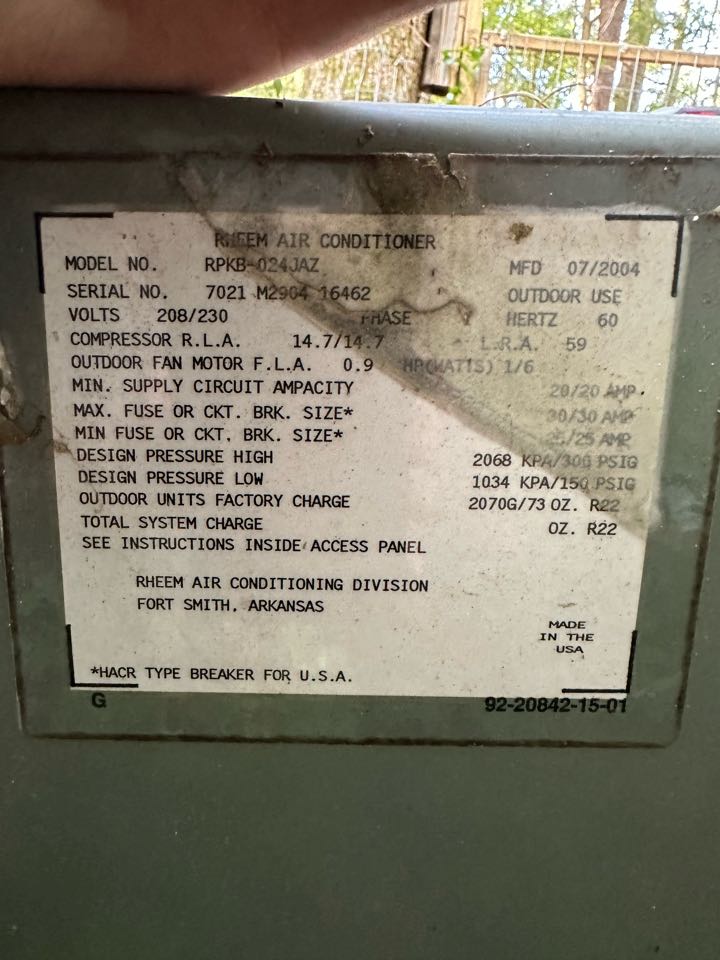 RHEEM AIR CONDITIONER
MODEL NO. RPKB-024JAZ MFD 07/2004
SERIAL NO. 7021 M2904 16462 OUTDOOR USE
VOLTS 208/230 PHASE HERTZ 60
COMPRESSOR R.L.A. 14.7/14.7 L.R.A. 59
OUTDOOR FAN MOTOR F.L.A. 0.9 HP(WATTS) 1/6
MIN. SUPPLY CIRCUIT AMPACITY 20/20 AMP
MAX. FUSE OR CKT. BRK. SIZE* 30/30 AMP
MIN FUSE OR CKT. BRK. SIZE* 25/25 AMP
DESIGN PRESSURE HIGH 2068 KPA/300 PSIG
DESIGN PRESSURE LOW 1034 KPA/150 PSIG
OUTDOOR UNITS FACTORY CHARGE 2070G/73 OZ. R22
TOTAL SYSTEM CHARGE OZ. R22
SEE INSTRUCTIONS INSIDE ACCESS PANEL
RHEEM AIR CONDITIONING DIVISION
FORT SMITH, ARKANSAS
MADE
IN THE
USA
*HACR TYPE BREAKER FOR U.S.A.
G 92-20842-15-01